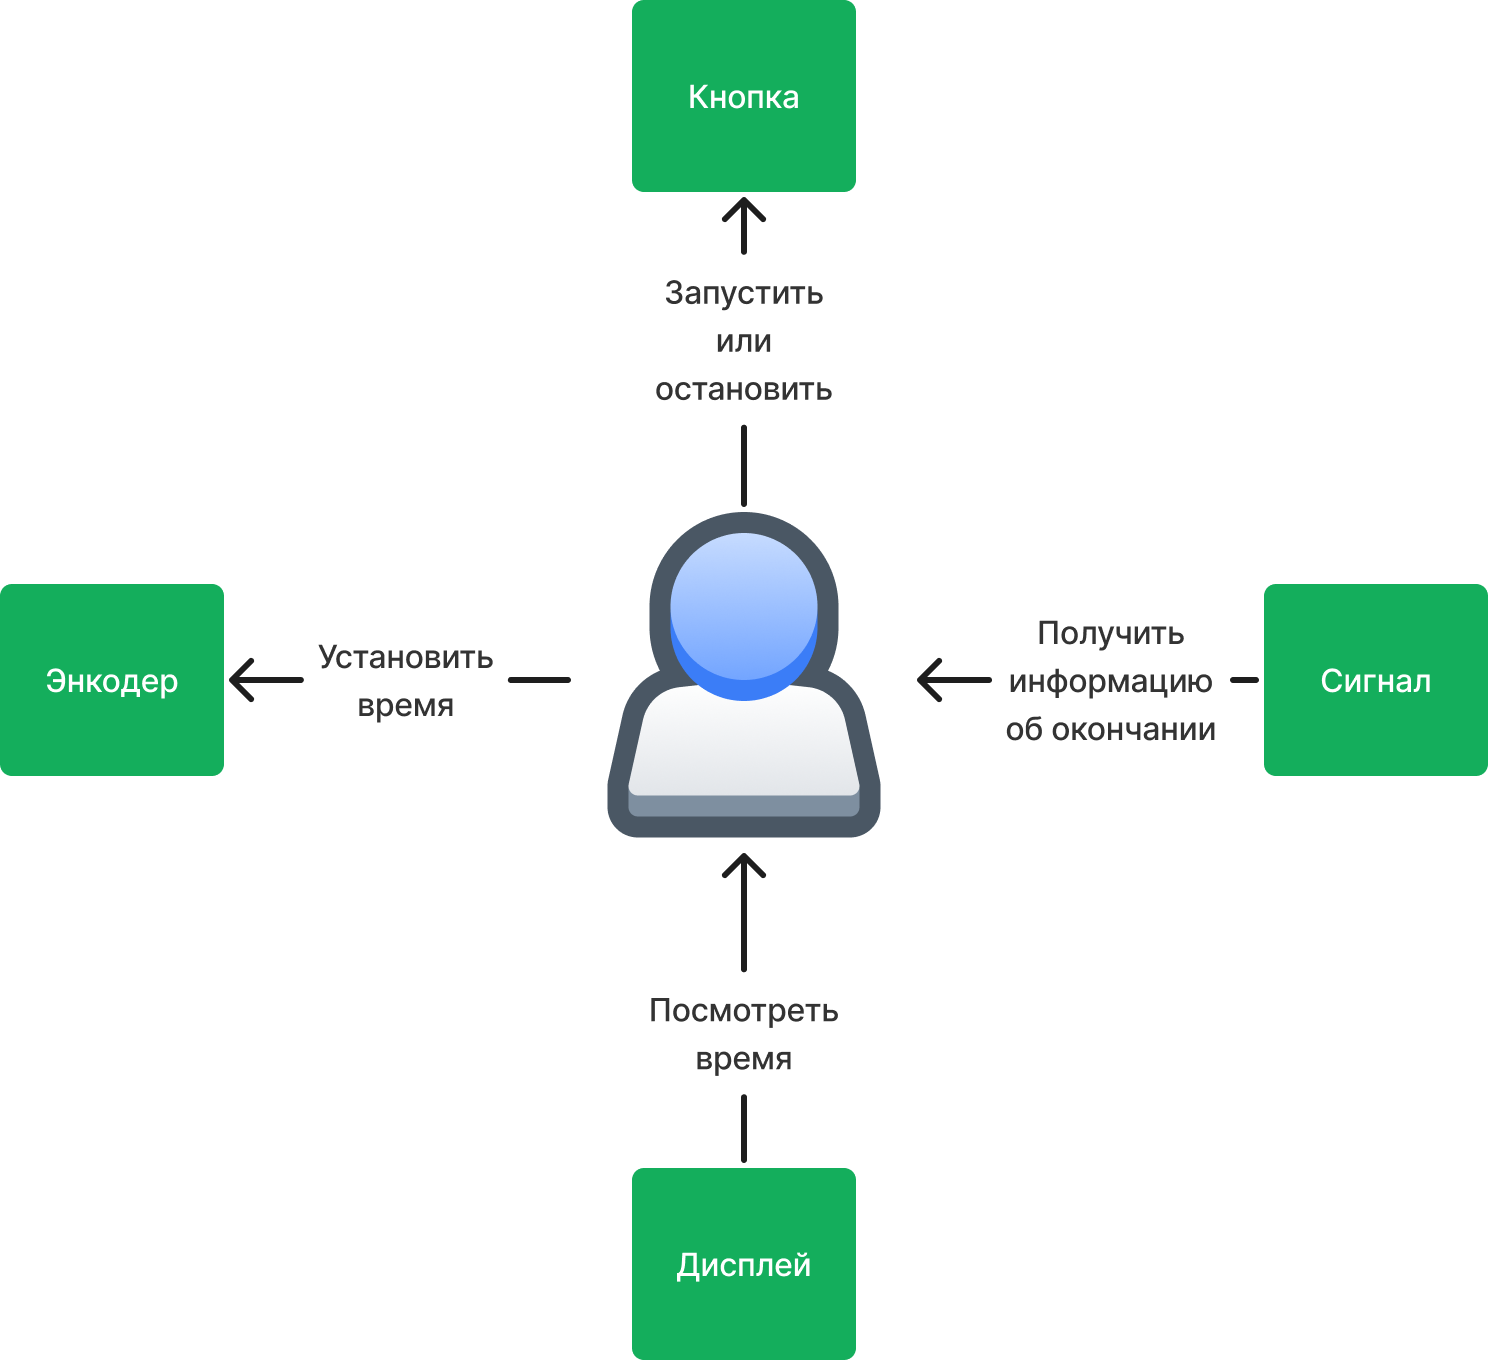 Кнопка
Запустить
или
остановить
Энкодер
Установить
время
Получить
информацию
об окончании
Сигнал
Посмотреть
время
Дисплей